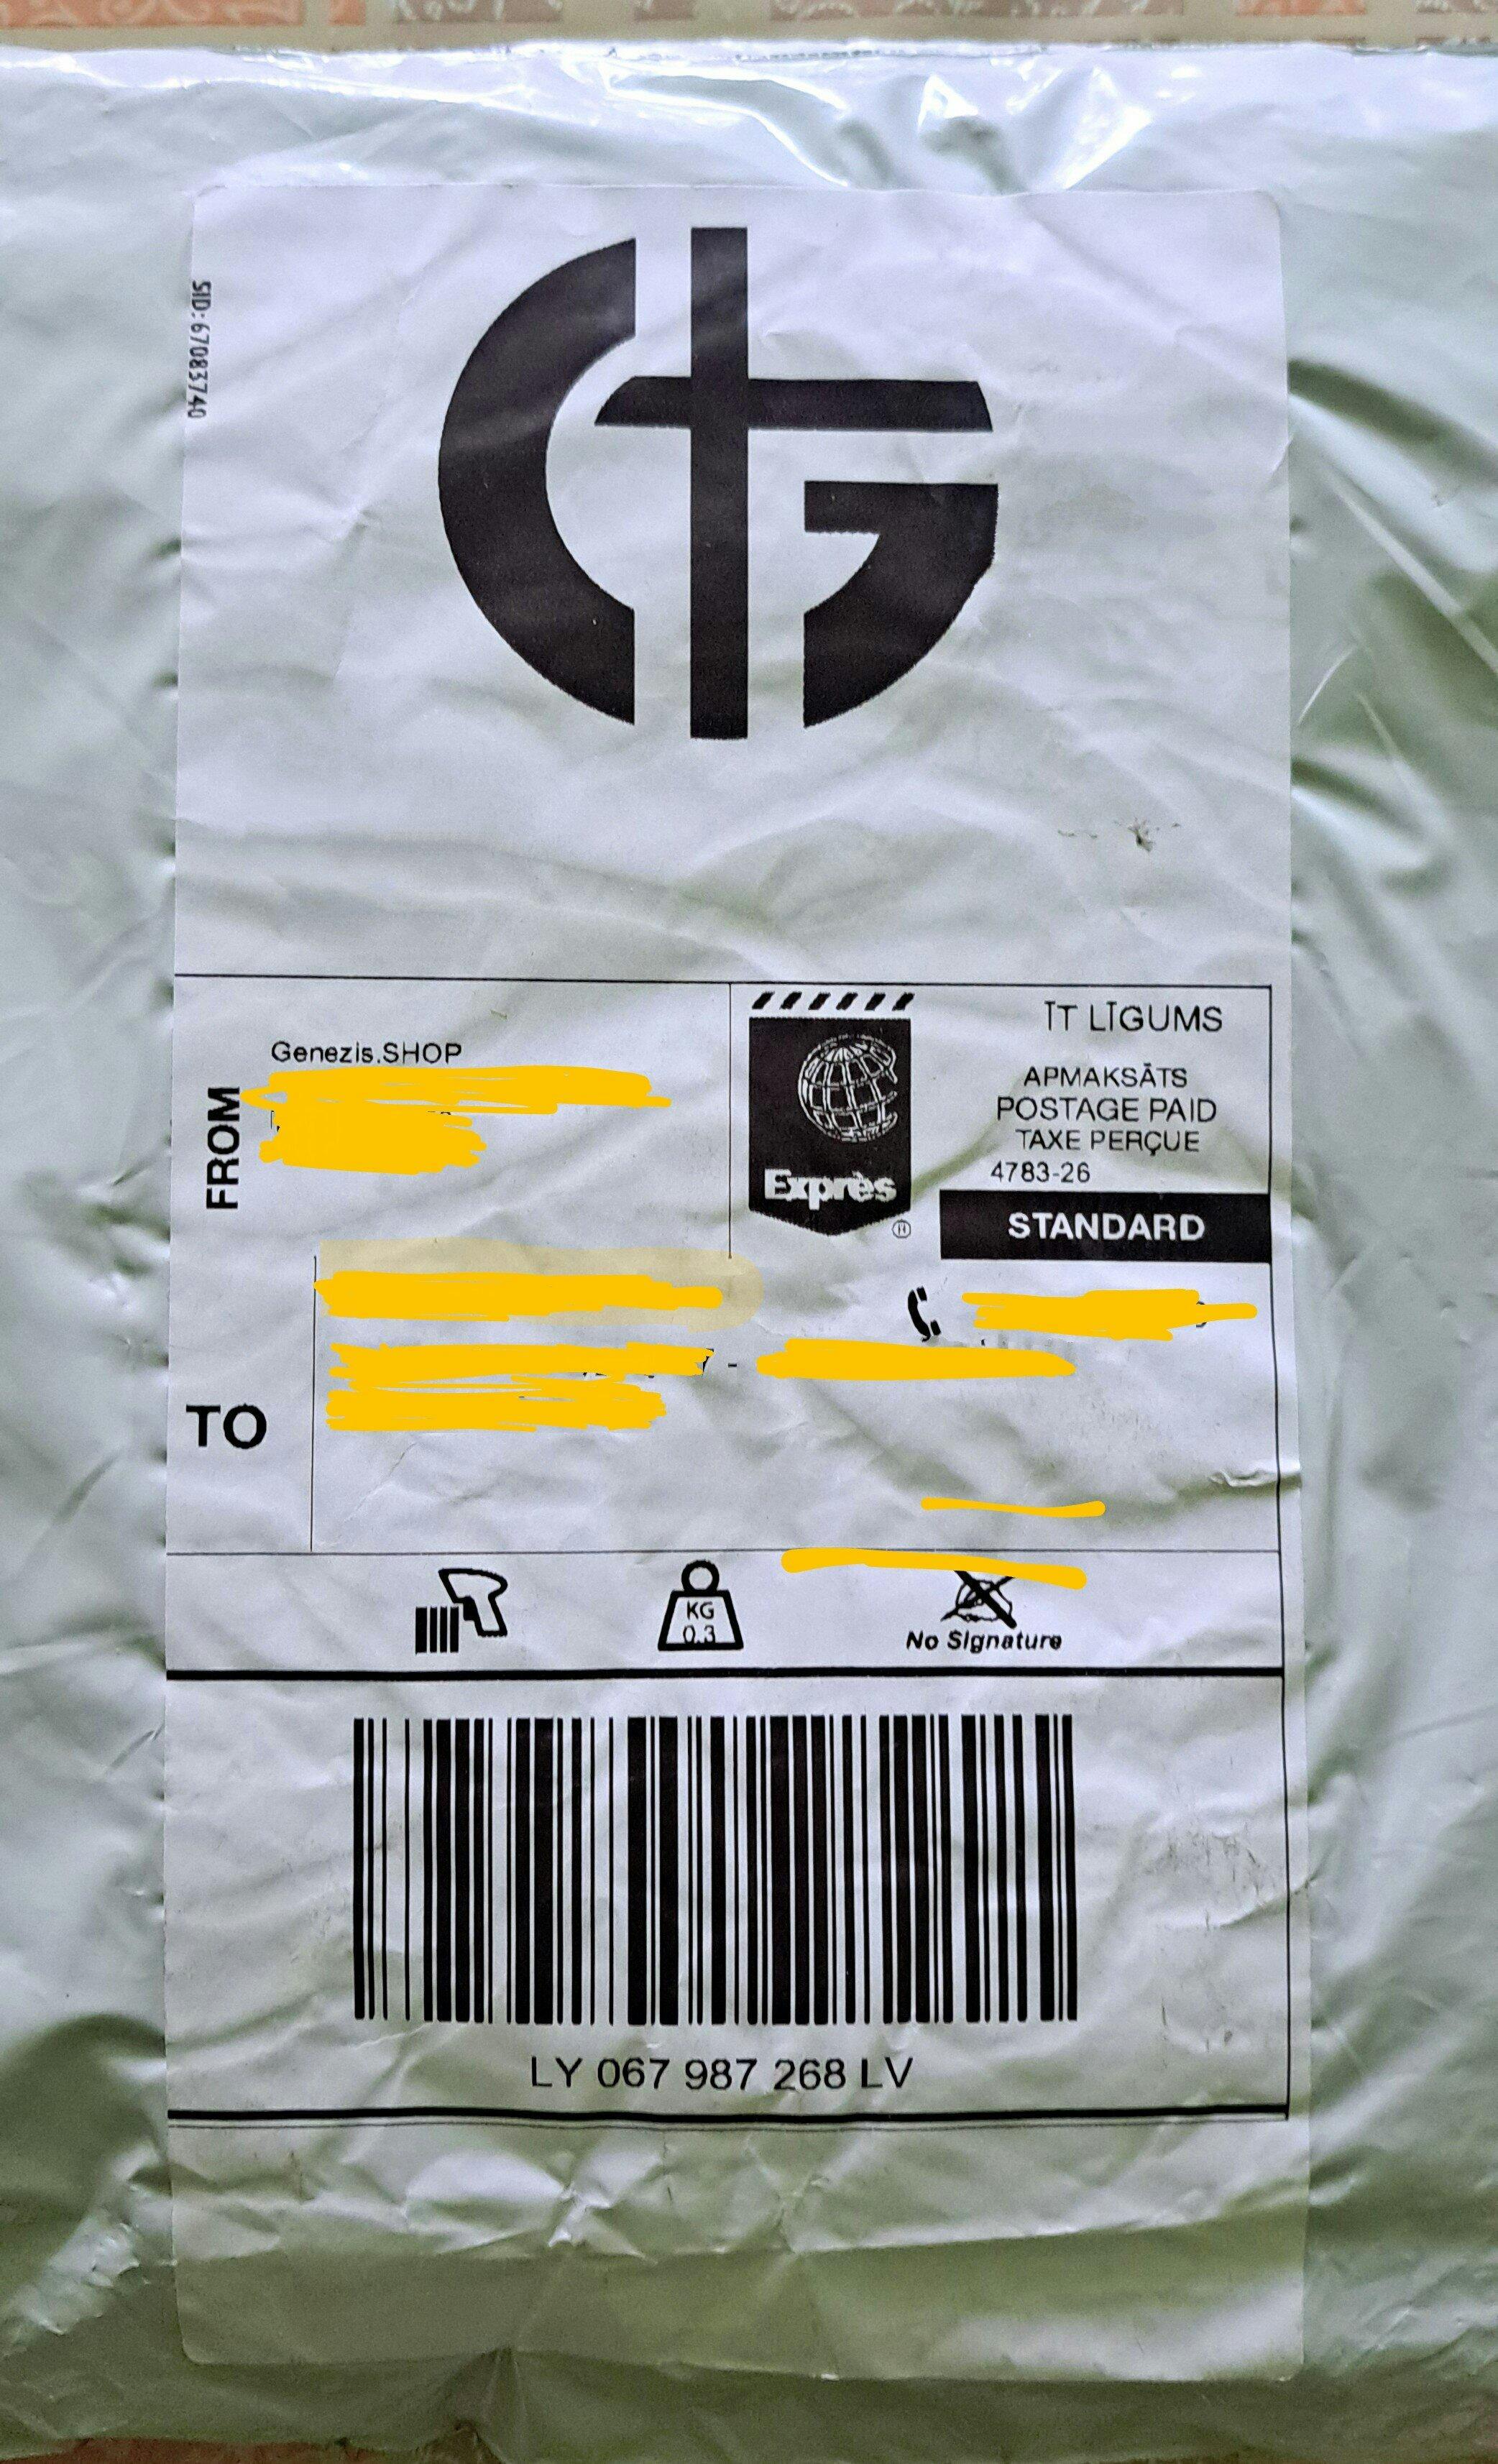 SID: 67083740
Genezis.SHOP
FROM
Exprès
®
ĪT LĪGUMS
APMAKSĀTS
POSTAGE PAID
TAXE PERÇUE
4783-26
STANDARD
TO
KG
0.3
No Signature
LY 067 987 268 LV